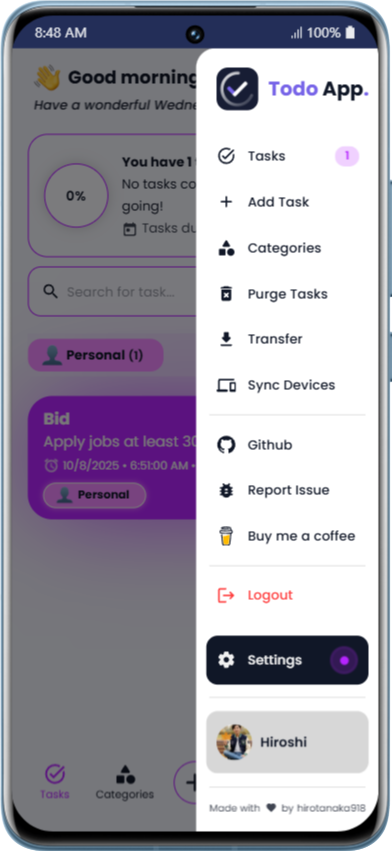 8:48 AM
100%
Good morning
Have a wonderful Wedne
You have 1
0%
No tasks co
going!
Tasks du
Search for task...
Personal (1)
Bid
Apply jobs at least 30
10/8/2025 • 6:51:00 AM •
Personal
Tasks
Categories
Todo App.
Tasks
1
Add Task
Categories
Purge Tasks
Transfer
Sync Devices
Github
Report Issue
Buy me a coffee
Logout
Settings
Hiroshi
Made with ♥ by hirotanaka918